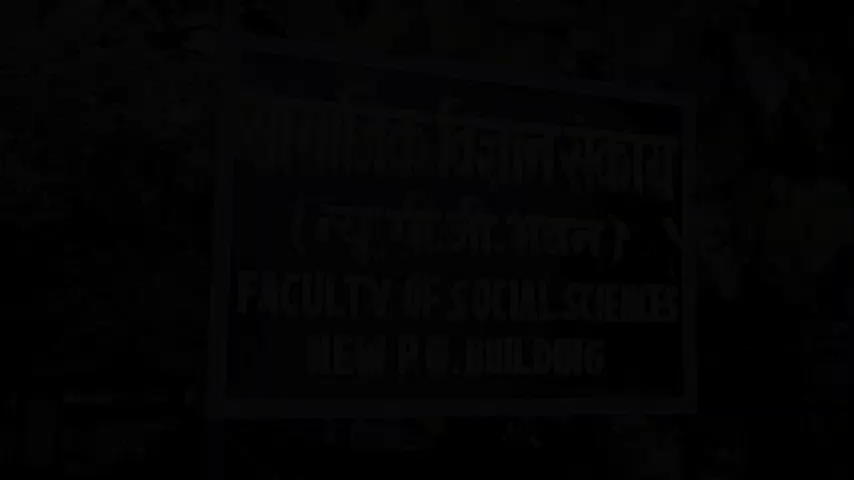 सामाजिक विज्ञान संकाय
(न्यू पी.जी. भवन)
FACULTY OF SOCIAL SCIENCES
NEW P.G. BUILDING